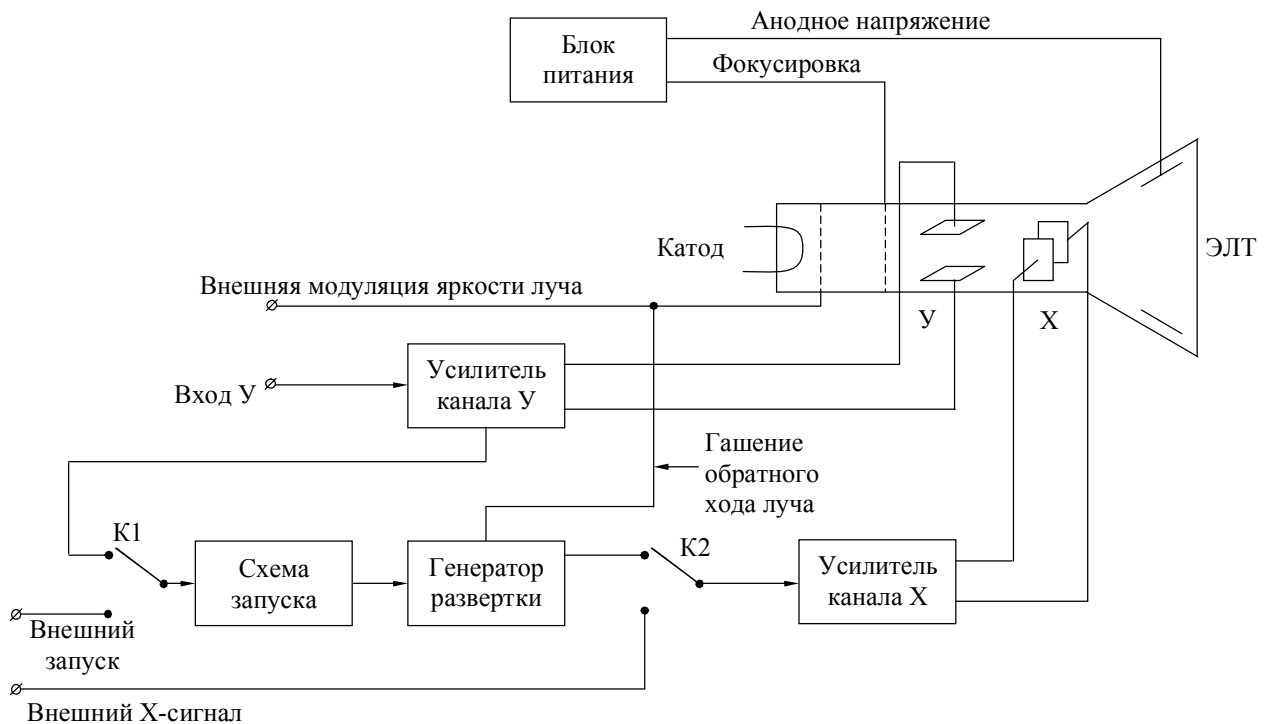 Анодное напряжение
Блок
питания
Фокусировка
Катод
ЭЛТ
Внешняя модуляция яркости луча
У
Х
Вход У
Усилитель
канала У
Гашение
обратного
хода луча
К1
Схема
запуска
Генератор
развертки
К2
Усилитель
канала Х
Внешний
запуск
Внешний Х-сигнал